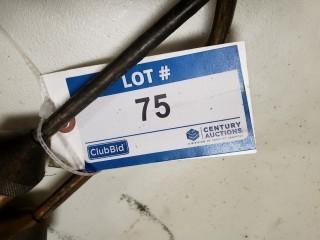 LOT #
75
ClubBid
CENTURY
AUCTIONS